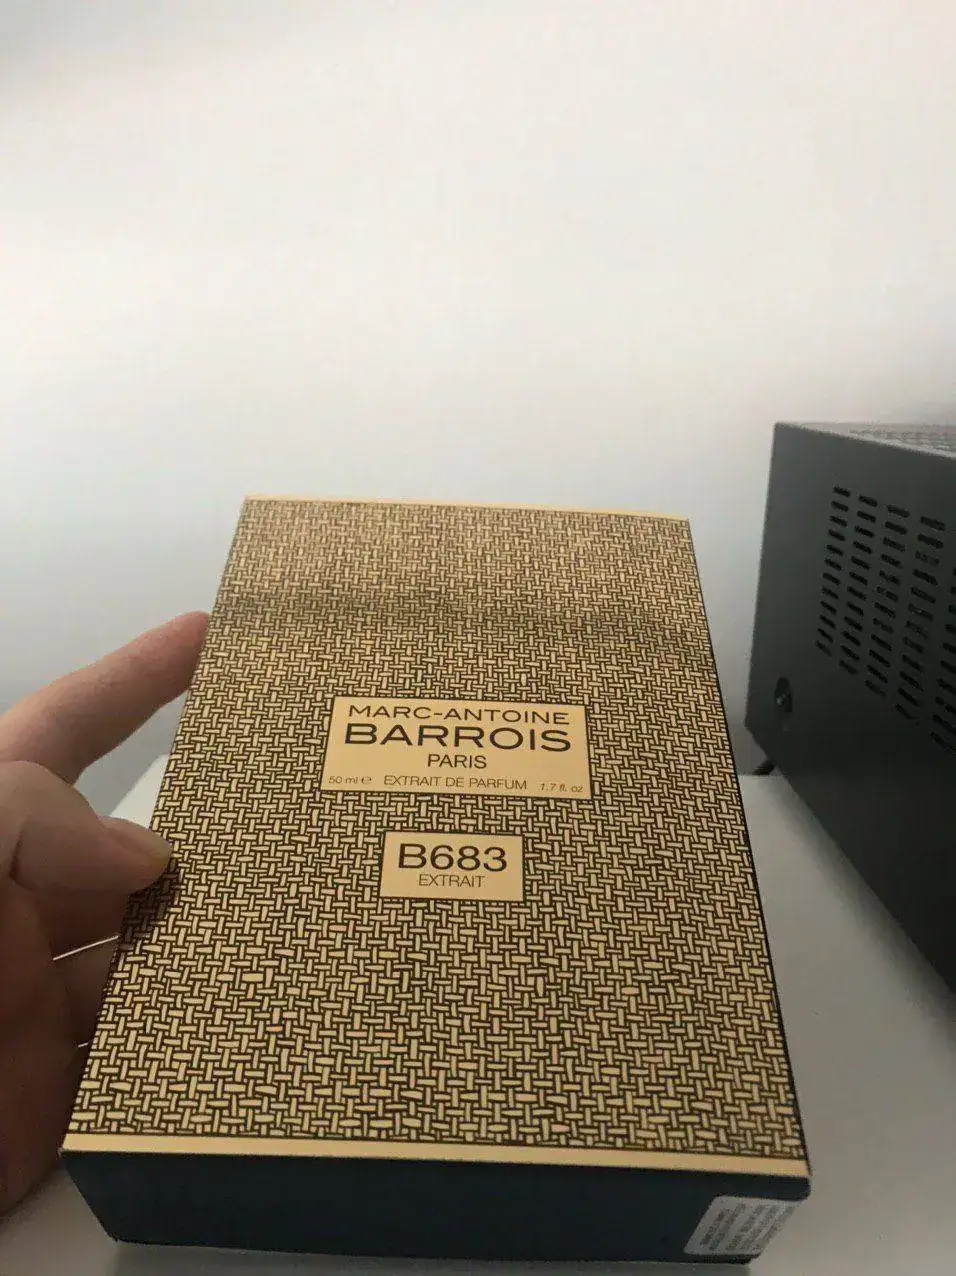 MARC-ANTOINE
BARROIS
PARIS
50 ml ℮ EXTRAIT DE PARFUM 1.7 fl. oz
B683
EXTRAIT